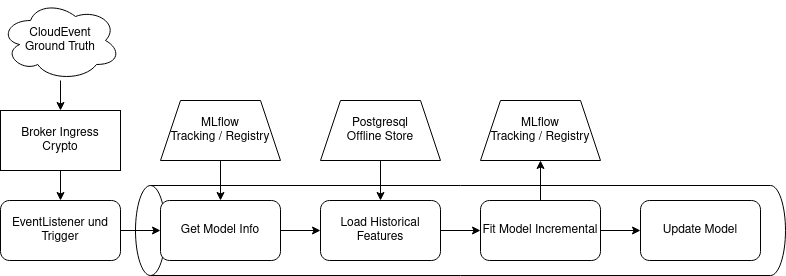 CloudEvent
Ground Truth
Broker Ingress
Crypto
MLflow
Tracking / Registry
Postgresql
Offline Store
MLflow
Tracking / Registry
EventListener und
Trigger
Get Model Info
Load Historical
Features
Fit Model Incremental
Update Model